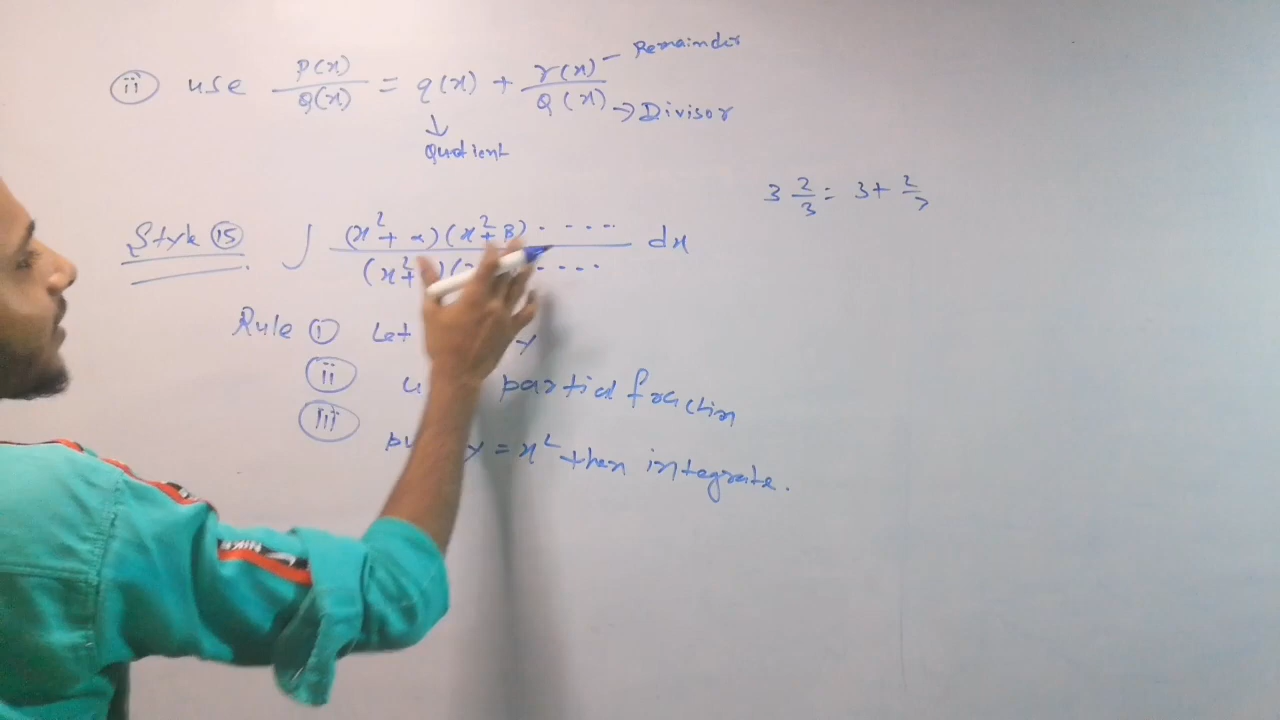 ii use P(x)/Q(x) = q(x) + r(x)/Q(x) – Remainder
→ Divisor
↓
Quotient
3 2/3 = 3 + 2/
Style 15 ∫ (x² + α)(x² + β) ..... / (x² + )( ..... dx
Rule i Let y
ii partial fraction
iii y = x² then integrate.
NIKE